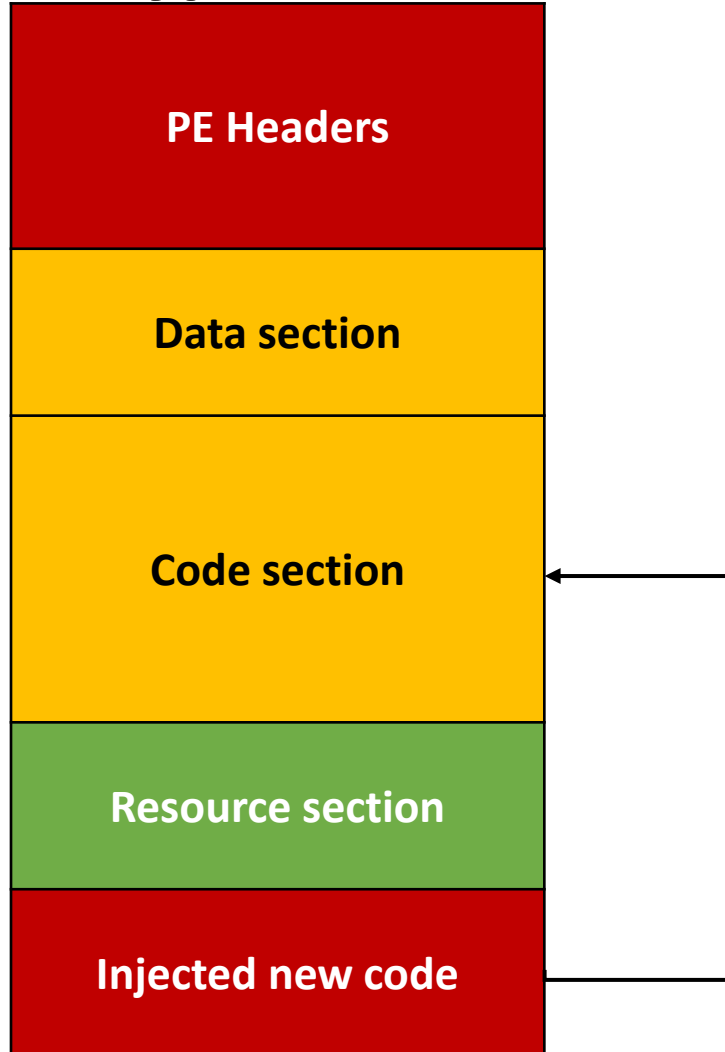 PE Headers
Data section
Code section
Resource section
Injected new code